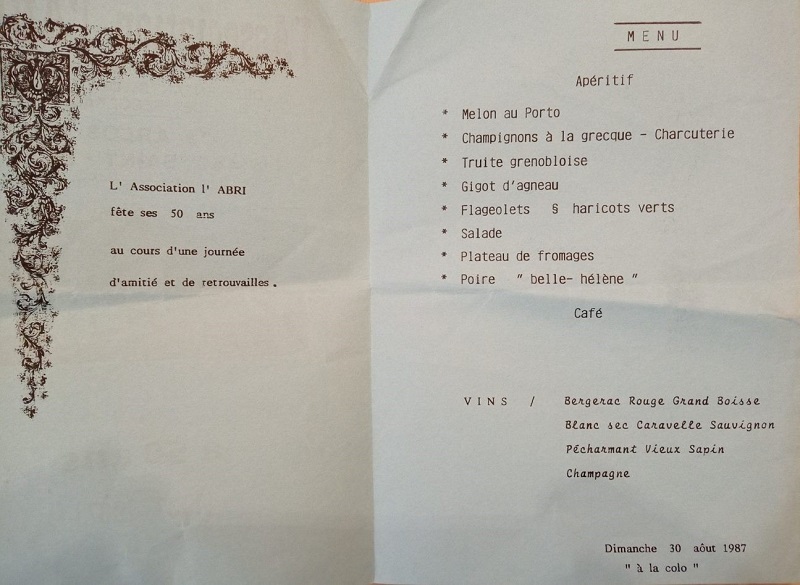 L' Association l' ABRI
fête ses 50 ans
au cours d'une journée
d'amitié et de retrouvailles.
MENU
Apéritif
* Melon au Porto
* Champignons à la grecque - Charcuterie
* Truite grenobloise
* Gigot d'agneau
* Flageolets § haricots verts
* Salade
* Plateau de fromages
* Poire " belle- hélène "
Café
VINS / Bergerac Rouge Grand Boisse
Blanc sec Caravelle Sauvignon
Pécharmant Vieux Sapin
Champagne
Dimanche 30 aôut 1987
" à la colo "